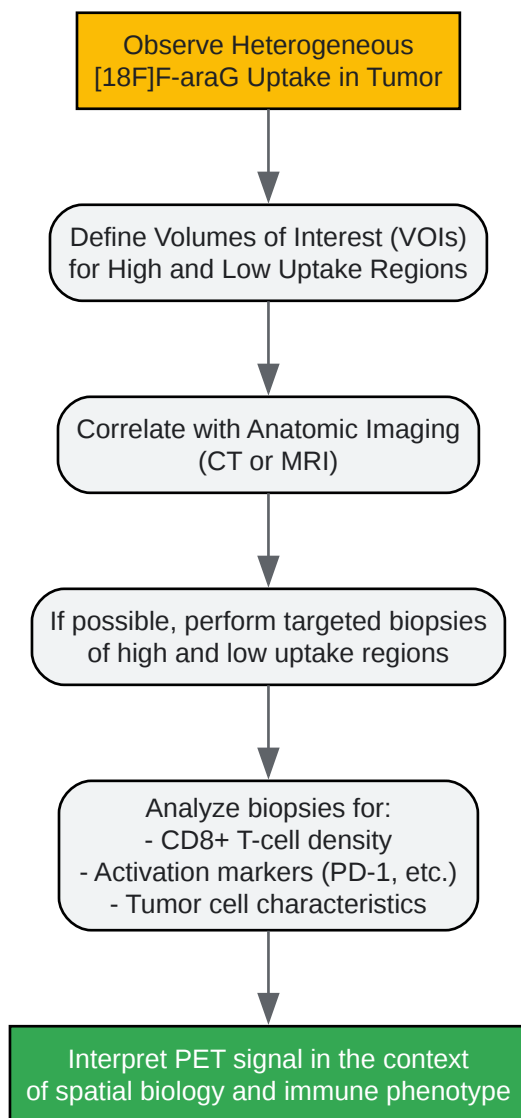 Observe Heterogeneous
[18F]F-araG Uptake in Tumor
Define Volumes of Interest (VOIs)
for High and Low Uptake Regions
Correlate with Anatomic Imaging
(CT or MRI)
If possible, perform targeted biopsies
of high and low uptake regions
Analyze biopsies for:
- CD8+ T-cell density
- Activation markers (PD-1, etc.)
- Tumor cell characteristics
Interpret PET signal in the context
of spatial biology and immune phenotype